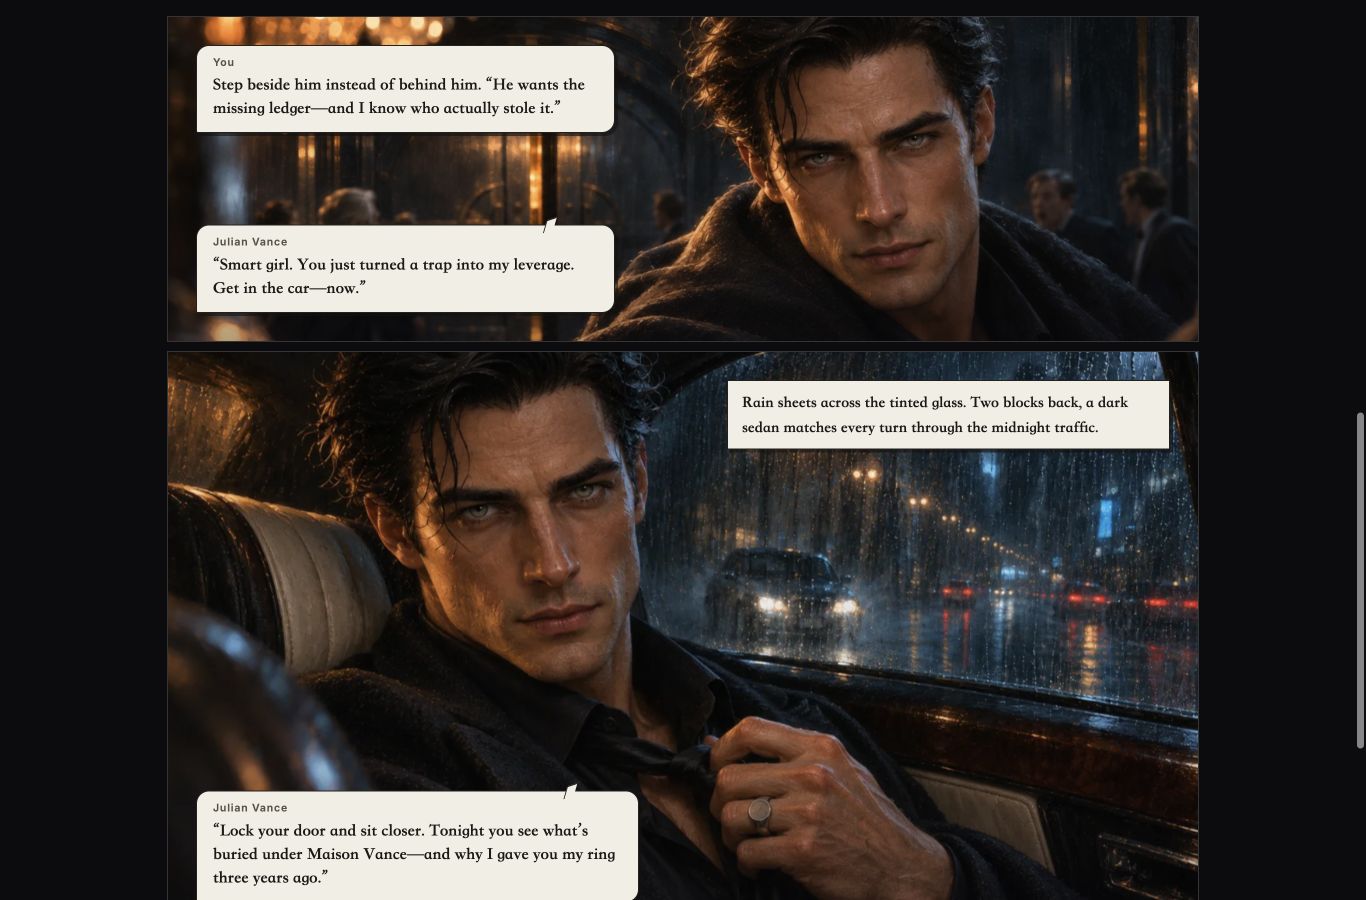 You
Step beside him instead of behind him. “He wants the
missing ledger—and I know who actually stole it.”
Julian Vance
“Smart girl. You just turned a trap into my leverage.
Get in the car—now.”
Rain sheets across the tinted glass. Two blocks back, a dark
sedan matches every turn through the midnight traffic.
Julian Vance
“Lock your door and sit closer. Tonight you see what’s
buried under Maison Vance—and why I gave you my ring
three years ago.”